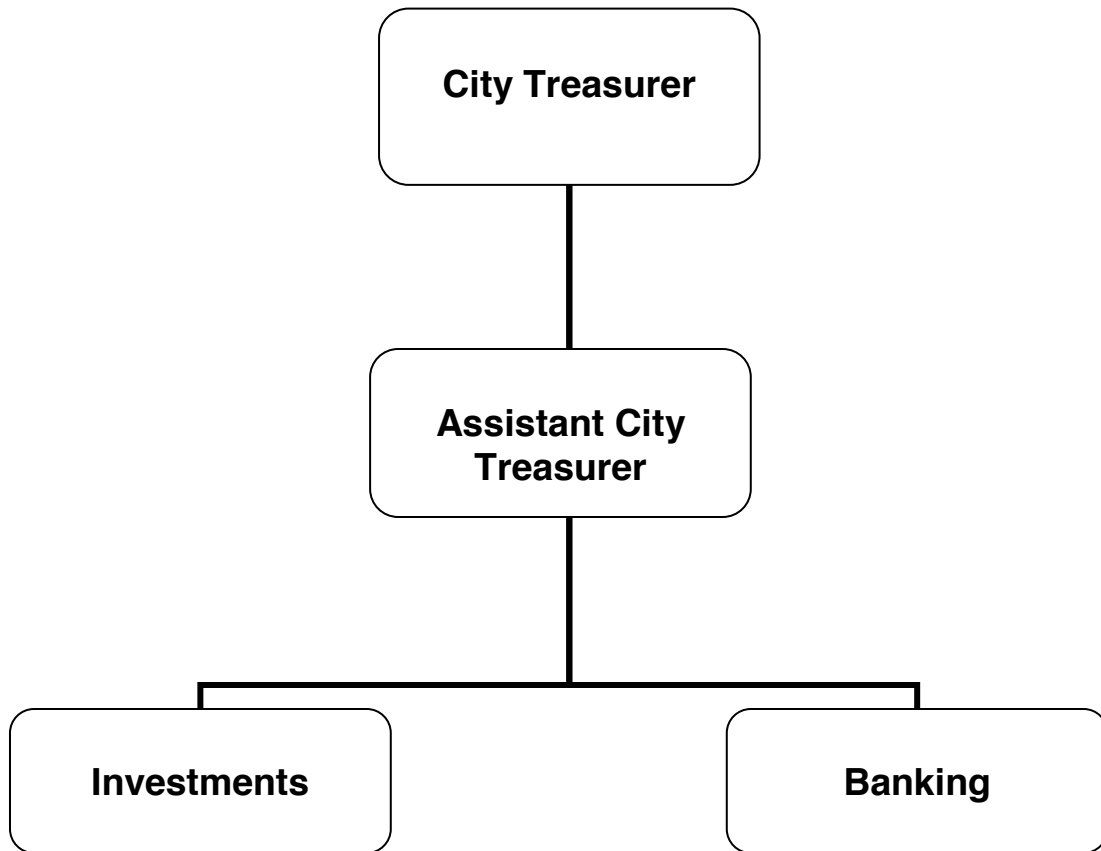 City Treasurer
Assistant City
Treasurer
Investments
Banking